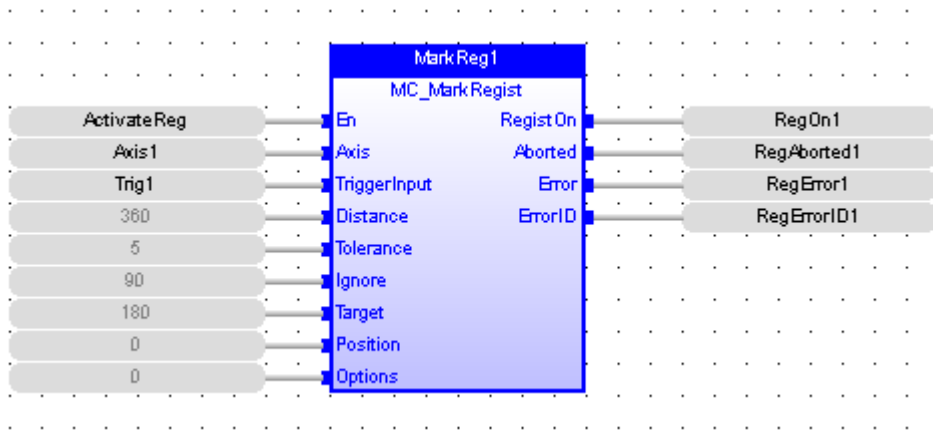 MarkReg1
MC_MarkRegist
ActivateReg En RegistOn RegOn1
Axis1 Axis Aborted RegAborted1
Trig1 TriggerInput Error RegError1
360 Distance ErrorID RegErrorID1
5 Tolerance
90 Ignore
180 Target
0 Position
0 Options